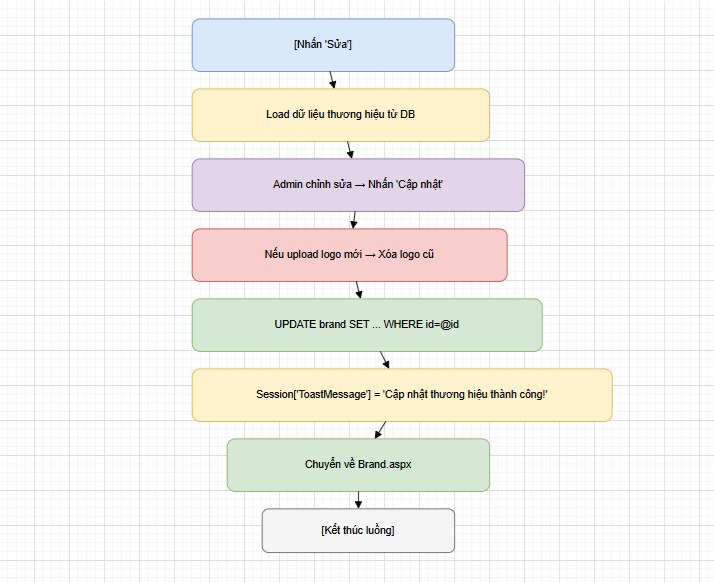 [Nhấn 'Sửa']
Load dữ liệu thương hiệu từ DB
Admin chỉnh sửa → Nhấn 'Cập nhật'
Nếu upload logo mới → Xóa logo cũ
UPDATE brand SET ... WHERE id=@id
Session['ToastMessage'] = 'Cập nhật thương hiệu thành công!'
Chuyển về Brand.aspx
[Kết thúc luồng]